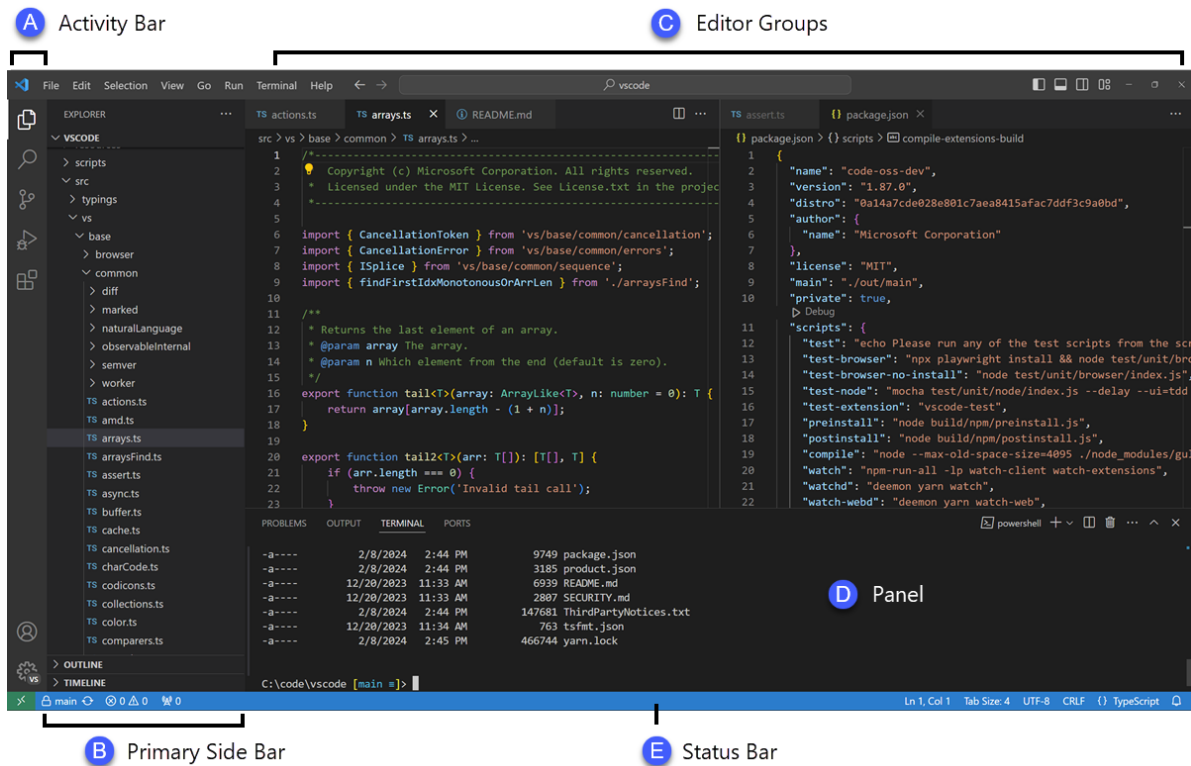 A Activity Bar
C Editor Groups
File Edit Selection View Go Run Terminal Help
vscode
EXPLORER ...
VSCODE
scripts
src
typings
vs
base
browser
common
diff
marked
naturalLanguage
observableInternal
semver
worker
TS actions.ts
TS amd.ts
TS arrays.ts
TS arraysFind.ts
TS assert.ts
TS async.ts
TS buffer.ts
TS cache.ts
TS cancellation.ts
TS charCode.ts
TS codicons.ts
TS collections.ts
TS color.ts
TS comparers.ts
OUTLINE
TIMELINE
VS
TS actions.ts TS arrays.ts README.md
src > vs > base > common > TS arrays.ts > ...
1 /*---------------------------------------------------------------
2 Copyright (c) Microsoft Corporation. All rights reserved.
3 * Licensed under the MIT License. See License.txt in the projec
4 *---------------------------------------------------------------
5
6 import { CancellationToken } from 'vs/base/common/cancellation';
7 import { CancellationError } from 'vs/base/common/errors';
8 import { ISplice } from 'vs/base/common/sequence';
9 import { findFirstIdxMonotonousOrArrLen } from './arraysFind';
10
11 /**
12 * Returns the last element of an array.
13 * @param array The array.
14 * @param n Which element from the end (default is zero).
15 */
16 export function tail<T>(array: ArrayLike<T>, n: number = 0): T {
17 return array[array.length - (1 + n)];
18 }
19
20 export function tail2<T>(arr: T[]): [T[], T] {
21 if (arr.length === 0) {
22 throw new Error('Invalid tail call');
23 }
TS assert.ts {} package.json
{} package.json > {} scripts > compile-extensions-build
1 {
2 "name": "code-oss-dev",
3 "version": "1.87.0",
4 "distro": "0a14a7cde028e801c7aea8415afac7ddf3c9a0bd",
5 "author": {
6 "name": "Microsoft Corporation"
7 },
8 "license": "MIT",
9 "main": "./out/main",
10 "private": true,
Debug
11 "scripts": {
12 "test": "echo Please run any of the test scripts from the scr
13 "test-browser": "npx playwright install && node test/unit/bro
14 "test-browser-no-install": "node test/unit/browser/index.js",
15 "test-node": "mocha test/unit/node/index.js --delay --ui=tdd
16 "test-extension": "vscode-test",
17 "preinstall": "node build/npm/preinstall.js",
18 "postinstall": "node build/npm/postinstall.js",
19 "compile": "node --max-old-space-size=4095 ./node_modules/gul
20 "watch": "npm-run-all -lp watch-client watch-extensions",
21 "watchd": "deemon yarn watch",
22 "watch-webd": "deemon yarn watch-web",
PROBLEMS OUTPUT TERMINAL PORTS powershell
-a---- 2/8/2024 2:44 PM 9749 package.json
-a---- 2/8/2024 2:44 PM 3185 product.json
-a---- 12/20/2023 11:33 AM 6939 README.md
-a---- 12/20/2023 11:33 AM 2807 SECURITY.md
-a---- 2/8/2024 2:44 PM 147681 ThirdPartyNotices.txt
-a---- 12/20/2023 11:34 AM 763 tsfmt.json
-a---- 2/8/2024 2:45 PM 466744 yarn.lock
D Panel
C:\code\vscode [main ≡]>
main 0 0 0 Ln 1, Col 1 Tab Size: 4 UTF-8 CRLF {} TypeScript
B Primary Side Bar
E Status Bar